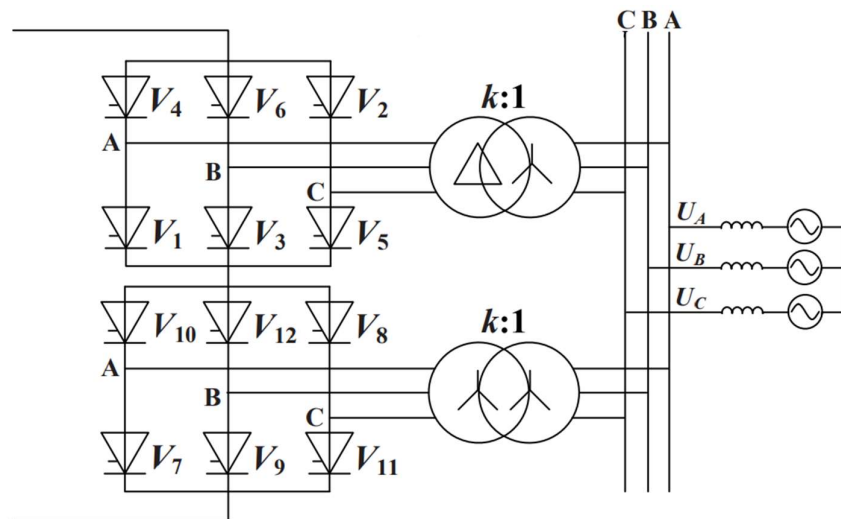 C B A
V4 V6 V2
k:1
A
B
C
V1 V3 V5
UA
UB
UC
V10 V12 V8
k:1
A
B
C
V7 V9 V11